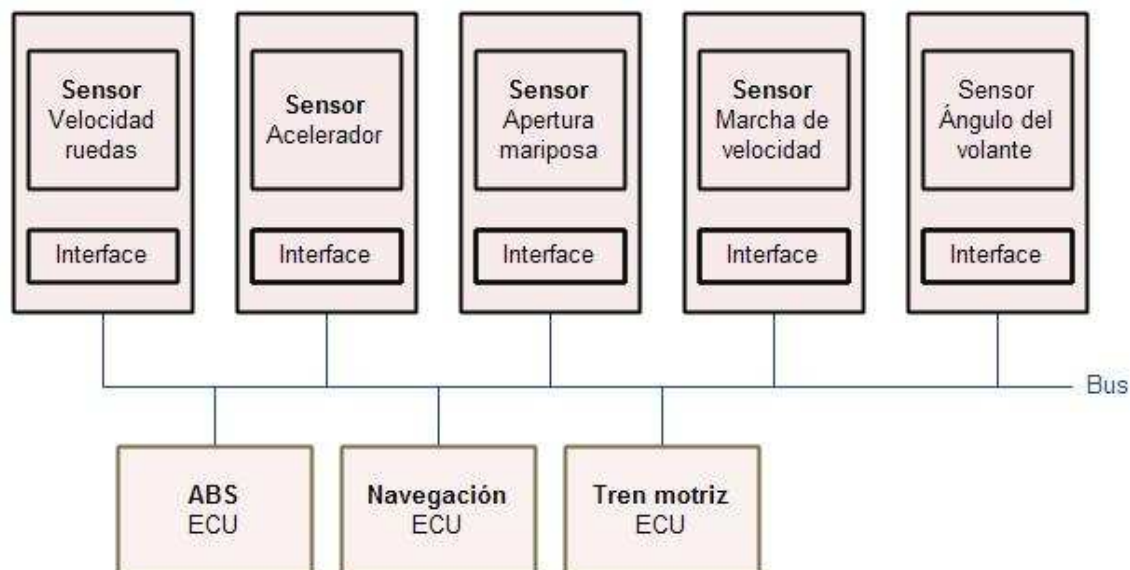 Sensor
Velocidad
ruedas
Sensor
Acelerador
Sensor
Apertura
mariposa
Sensor
Marcha de
velocidad
Sensor
Ángulo del
volante
Interface
Interface
Interface
Interface
Interface
Bus
ABS
ECU
Navegación
ECU
Tren motriz
ECU